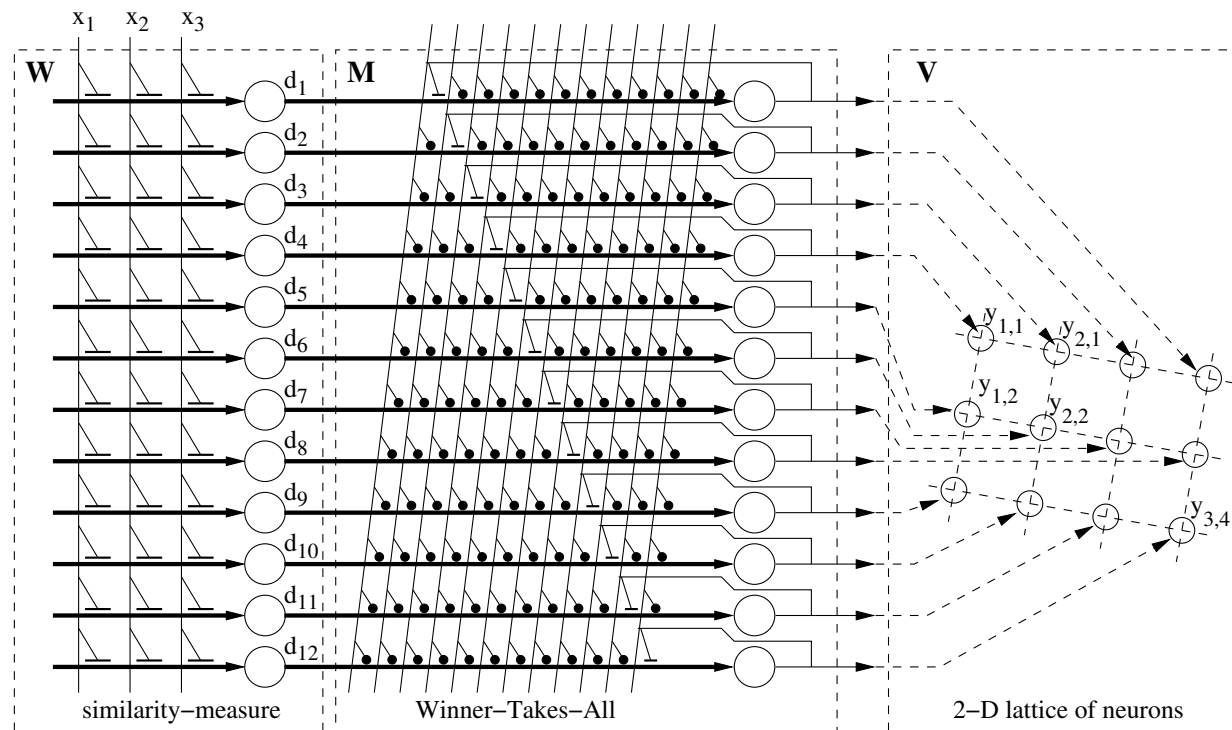 x1 x2 x3
W M V
d1
d2
d3
d4
d5
d6
d7
d8
d9
d10
d11
d12
y1,1 y2,1
y1,2 y2,2
y3,4
similarity−measure Winner−Takes−All 2−D lattice of neurons